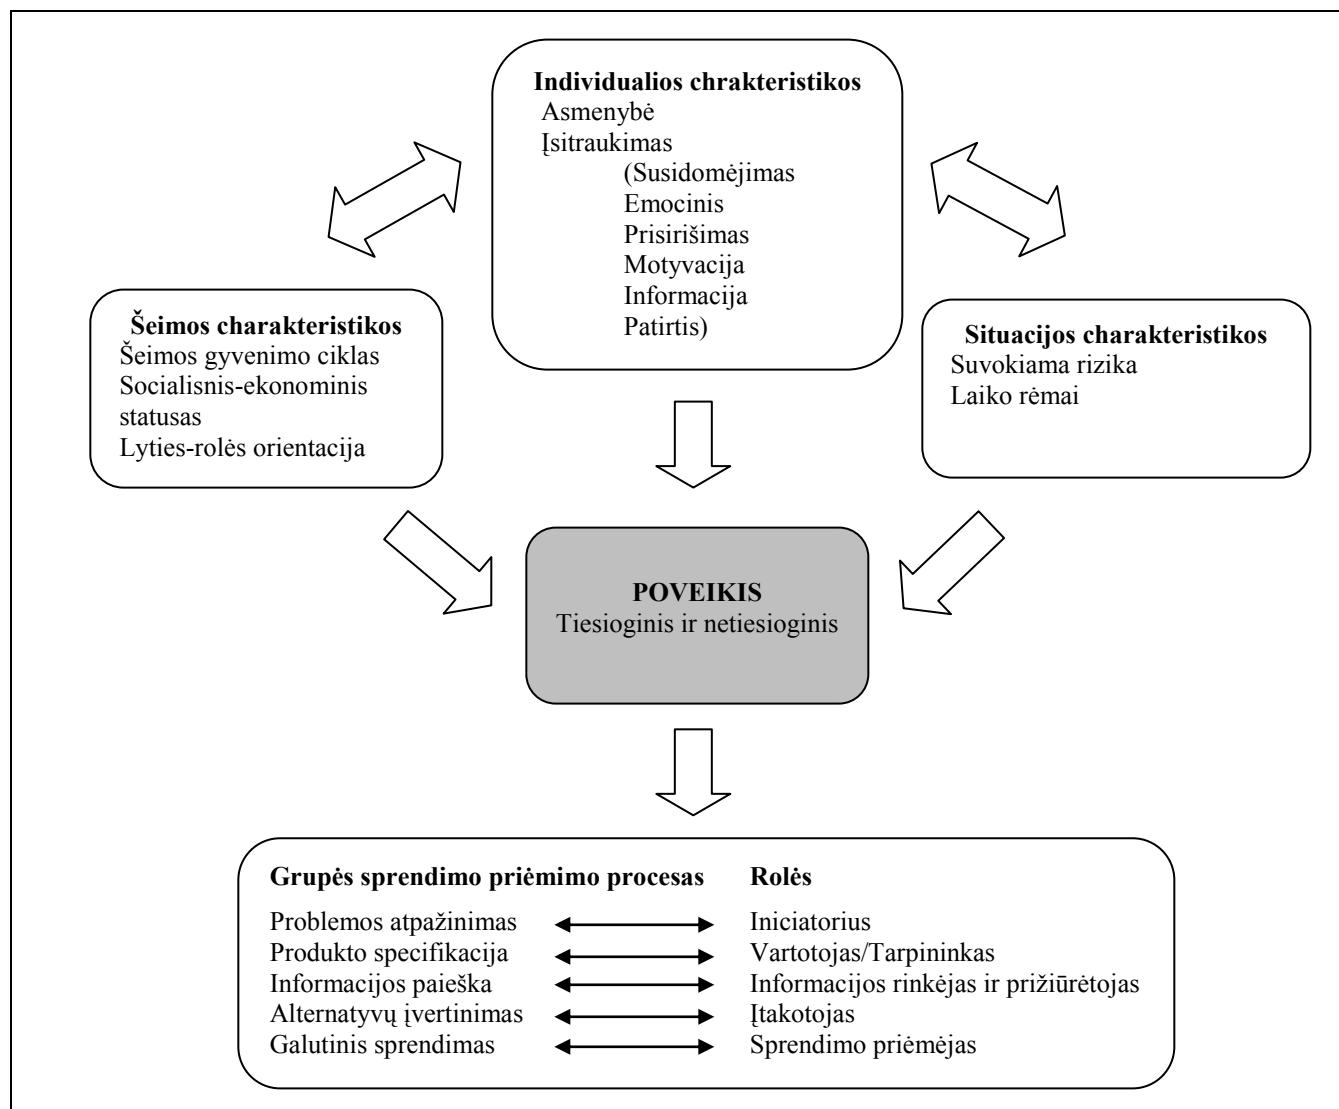 Individualios chrakteristikos
Asmenybė
Įsitraukimas
(Susidomėjimas
Emocinis
Prisirišimas
Motyvacija
Informacija
Patirtis)
Šeimos charakteristikos
Šeimos gyvenimo ciklas
Socialisnis-ekonominis
statusas
Lyties-rolės orientacija
Situacijos charakteristikos
Suvokiama rizika
Laiko rėmai
POVEIKIS
Tiesioginis ir netiesioginis
Grupės sprendimo priėmimo procesas Rolės
Problemos atpažinimas Iniciatorius
Produkto specifikacija Vartotojas/Tarpininkas
Informacijos paieška Informacijos rinkėjas ir prižiūrėtojas
Alternatyvų įvertinimas Įtakotojas
Galutinis sprendimas Sprendimo priėmėjas